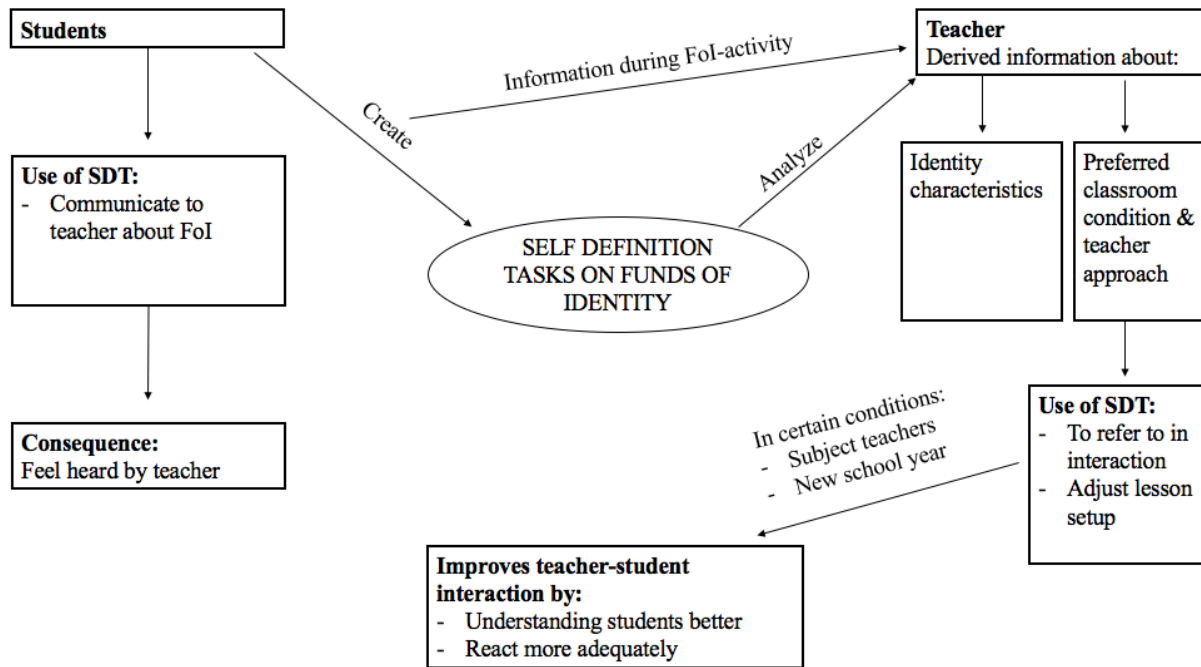 Students
Teacher
Derived information about:
Information during FoI-activity
Create
Analyze
Use of SDT:
- Communicate to
teacher about FoI
Identity
characteristics
Preferred
classroom
condition &
teacher
approach
SELF DEFINITION
TASKS ON FUNDS OF
IDENTITY
Consequence:
Feel heard by teacher
In certain conditions:
- Subject teachers
- New school year
Use of SDT:
- To refer to in
interaction
- Adjust lesson
setup
Improves teacher-student
interaction by:
- Understanding students better
- React more adequately